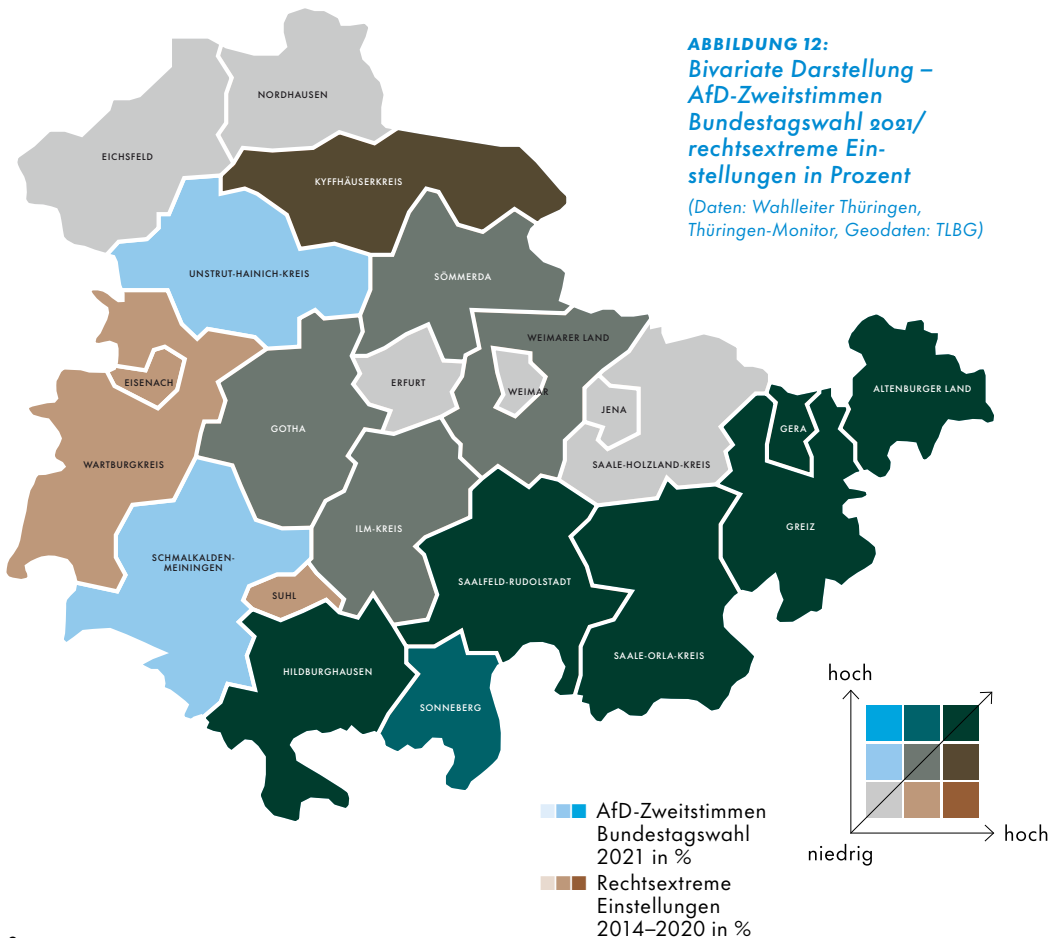 ABBILDUNG 12:
Bivariate Darstellung –
AfD-Zweitstimmen
Bundestagswahl 2021/
rechtsextreme Ein-
stellungen in Prozent
(Daten: Wahlleiter Thüringen,
Thüringen-Monitor, Geodaten: TLBG)
NORDHAUSEN
EICHSFELD
KYFFHÄUSERKREIS
UNSTRUT-HAINICH-KREIS
SÖMMERDA
WEIMARER LAND
EISENACH
ERFURT
WEIMAR
JENA
ALTENBURGER LAND
GOTHA
GERA
WARTBURGKREIS
SAALE-HOLZLAND-KREIS
ILM-KREIS
GREIZ
SCHMALKALDEN-
MEININGEN
SAALFELD-RUDOLSTADT
SUHL
SAALE-ORLA-KREIS
HILDBURGHAUSEN
SONNEBERG
hoch
hoch
niedrig
AfD-Zweitstimmen
Bundestagswahl
2021 in %
Rechtsextreme
Einstellungen
2014–2020 in %